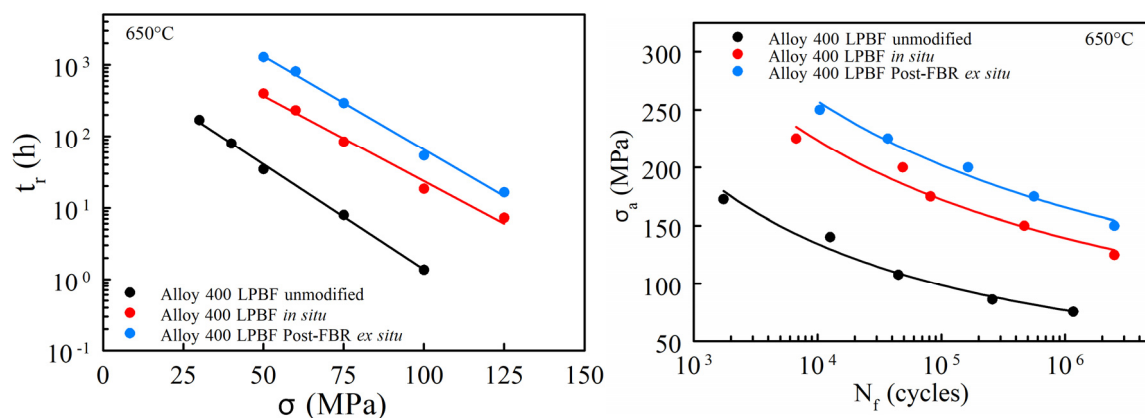 650°C
10³
10²
10¹
10⁰
10⁻¹
tᵣ (h)
Alloy 400 LPBF unmodified
Alloy 400 LPBF in situ
Alloy 400 LPBF Post-FBR ex situ
0 25 50 75 100 125 150
σ (MPa)
Alloy 400 LPBF unmodified
Alloy 400 LPBF in situ
Alloy 400 LPBF Post-FBR ex situ
650°C
300
250
200
150
100
50
σₐ (MPa)
10³ 10⁴ 10⁵ 10⁶
N_f (cycles)